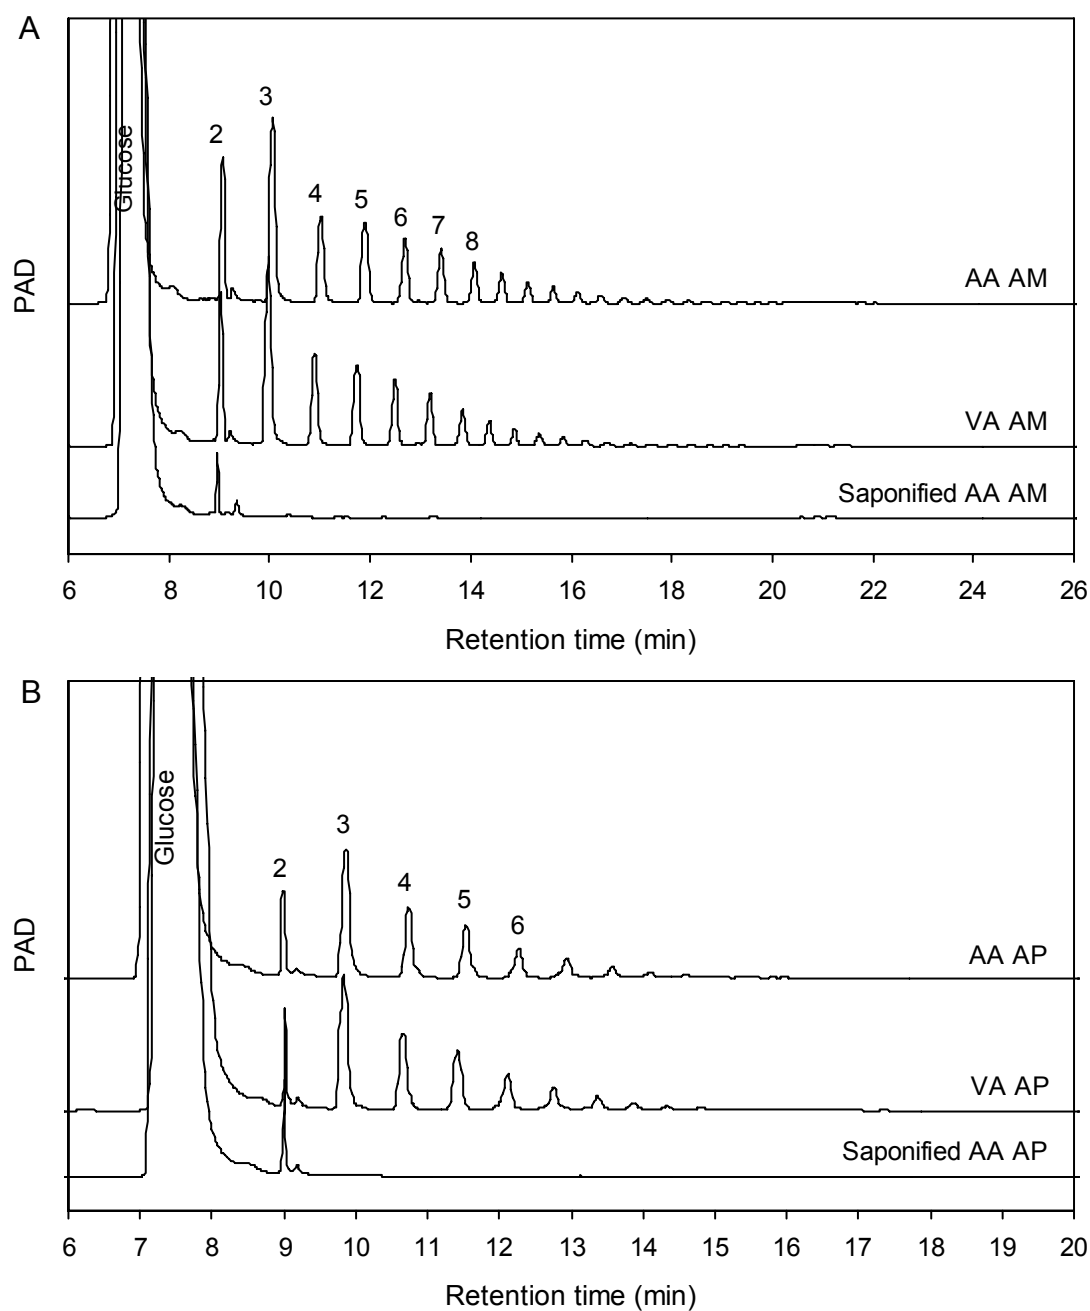 A
3
2
4
5
6
7
8
Glucose
PAD
AA AM
VA AM
Saponified AA AM
6 8 10 12 14 16 18 20 22 24 26
Retention time (min)
B
3
2
4
5
6
Glucose
PAD
AA AP
VA AP
Saponified AA AP
6 7 8 9 10 11 12 13 14 15 16 17 18 19 20
Retention time (min)